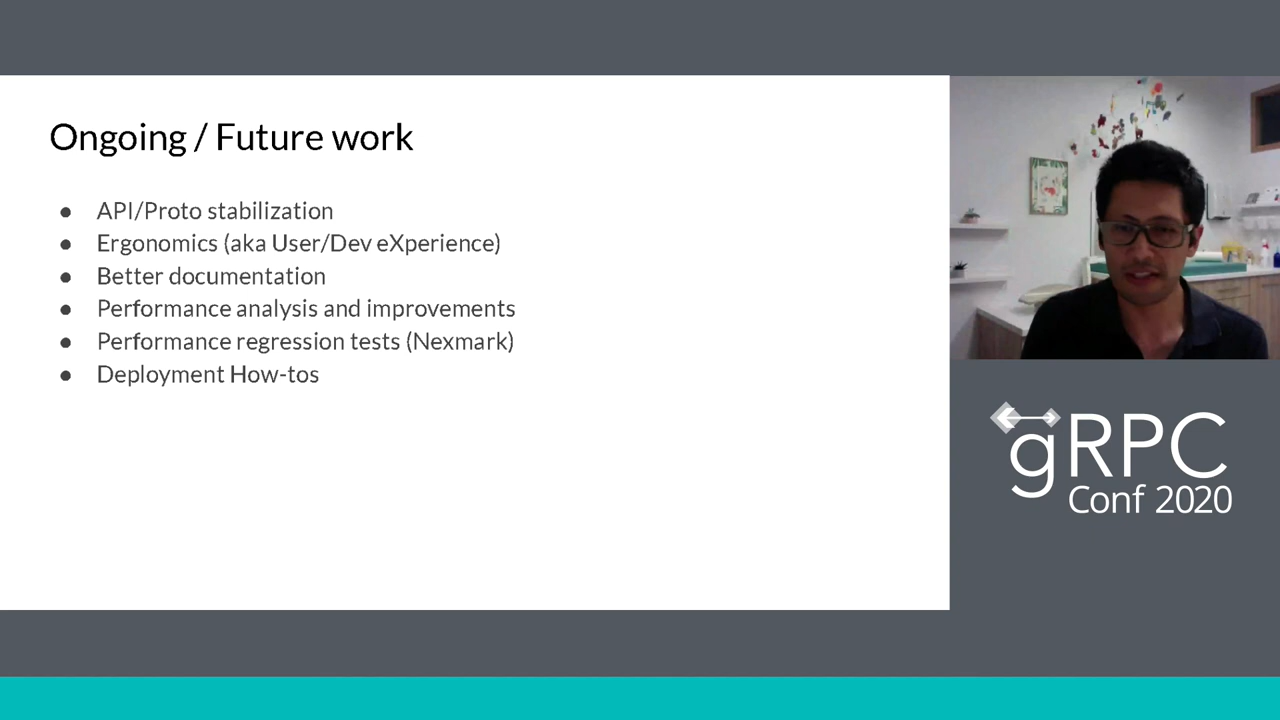 Ongoing / Future work
● API/Proto stabilization
● Ergonomics (aka User/Dev eXperience)
● Better documentation
● Performance analysis and improvements
● Performance regression tests (Nexmark)
● Deployment How-tos
gRPC
Conf 2020